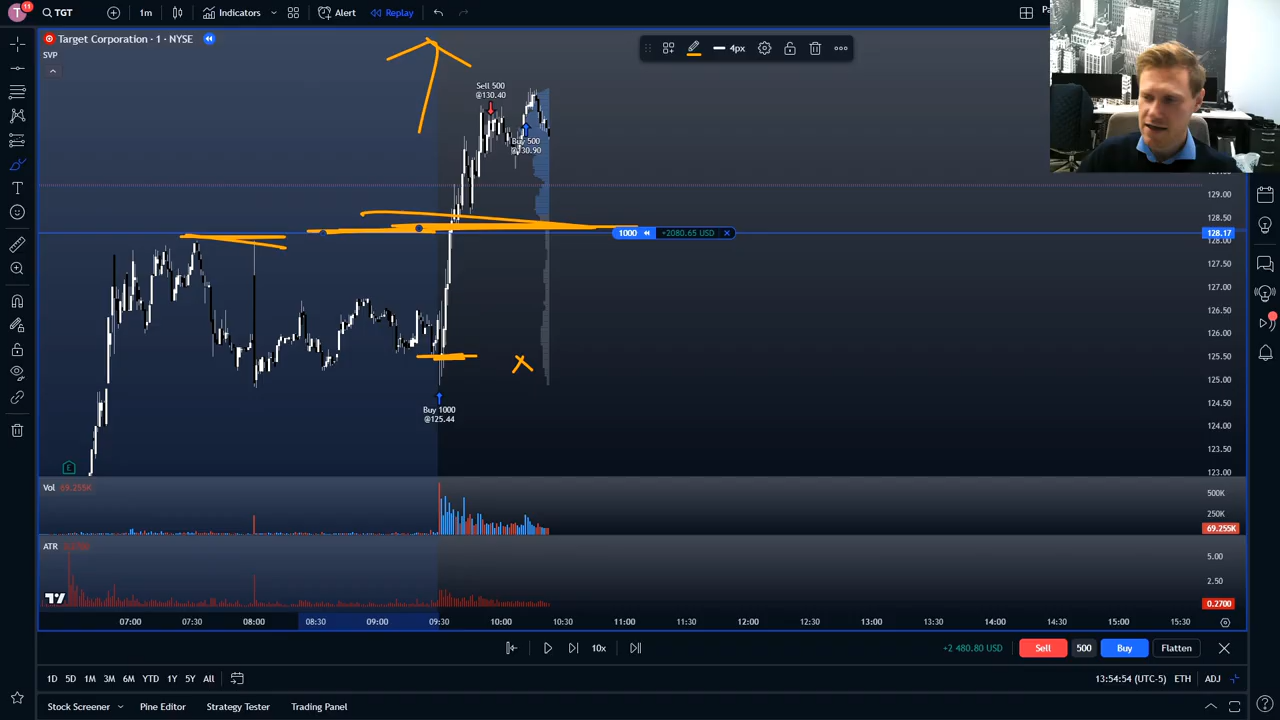 T 11 TGT 1m Indicators Alert Replay
Target Corporation · 1 · NYSE
SVP
4px
Sell 500
@130.40
Buy 500
Buy 1000
@125.44
1000 +2080.65 USD
129.00
128.50
128.17
128.00
127.50
127.00
126.50
126.00
125.50
125.00
124.50
124.00
123.50
123.00
E
Vol 69.255K
500K
250K
69.255K
ATR
5.00
2.50
0.2700
07:00 07:30 08:00 08:30 09:00 09:30 10:00 10:30 11:00 11:30 12:00 12:30 13:00 13:30 14:00 14:30 15:00 15:30
10x +2 480.80 USD Sell 500 Buy Flatten
1D 5D 1M 3M 6M YTD 1Y 5Y All 13:54:54 (UTC-5) ETH ADJ
Stock Screener Pine Editor Strategy Tester Trading Panel